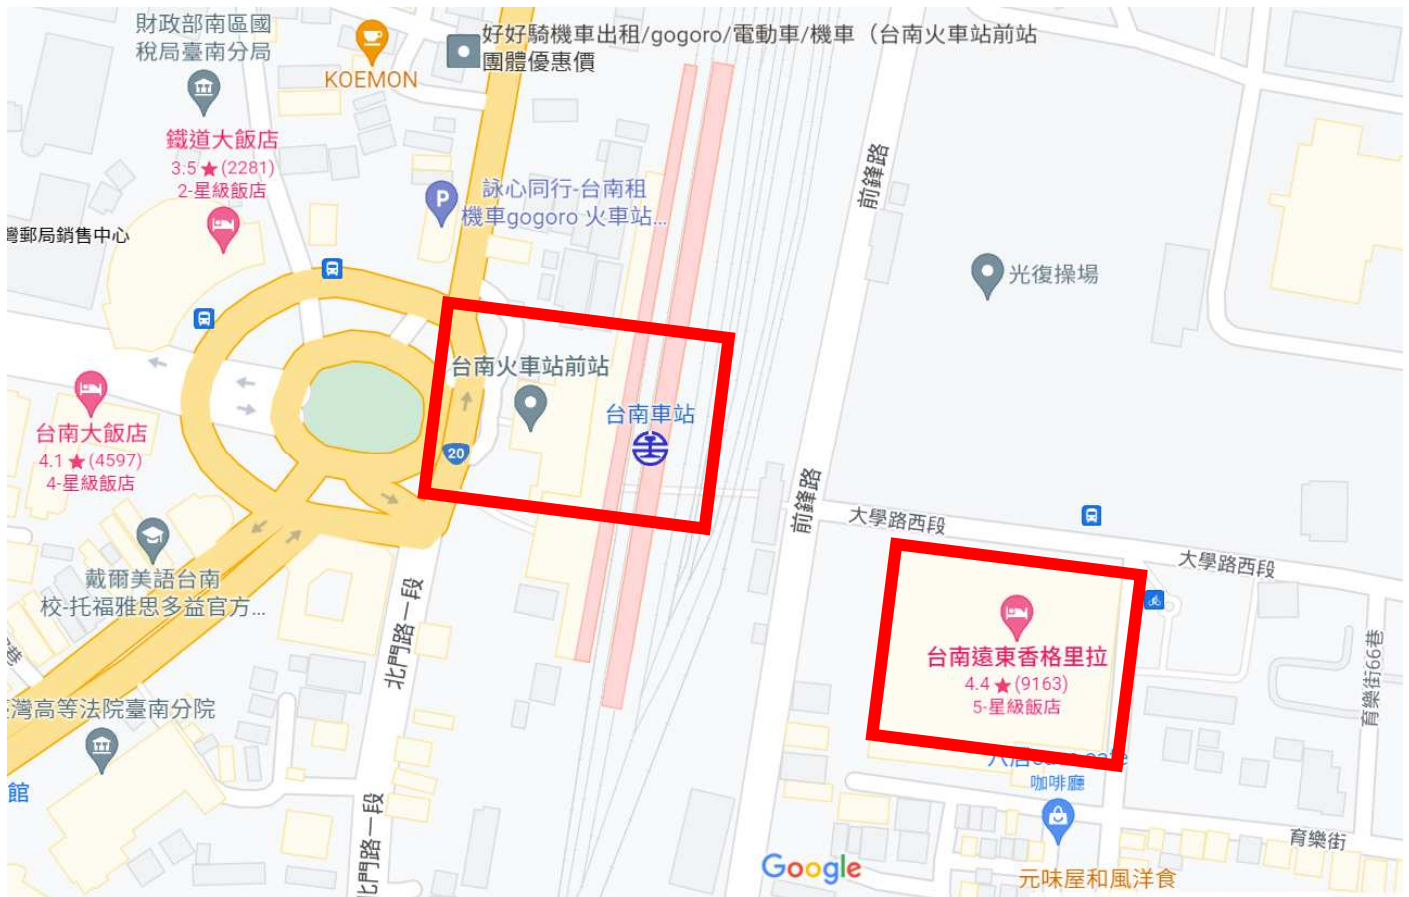 財政部南區國
稅局臺南分局
KOEMON
好好騎機車出租/gogoro/電動車/機車（台南火車站前站
團體優惠價
鐵道大飯店
3.5★(2281)
2-星級飯店
詠心同行-台南租
機車gogoro 火車站...
灣郵局銷售中心
前鋒路
光復操場
台南火車站前站
台南車站
台南大飯店
4.1★(4597)
4-星級飯店
20
前鋒路
大學路西段
大學路西段
戴爾美語台南
校-托福雅思多益官方...
北門路一段
台南遠東香格里拉
4.4★(9163)
5-星級飯店
育樂街66巷
灣高等法院臺南分院
館
咖啡廳
北門路一段
育樂街
Google
元味屋和風洋食